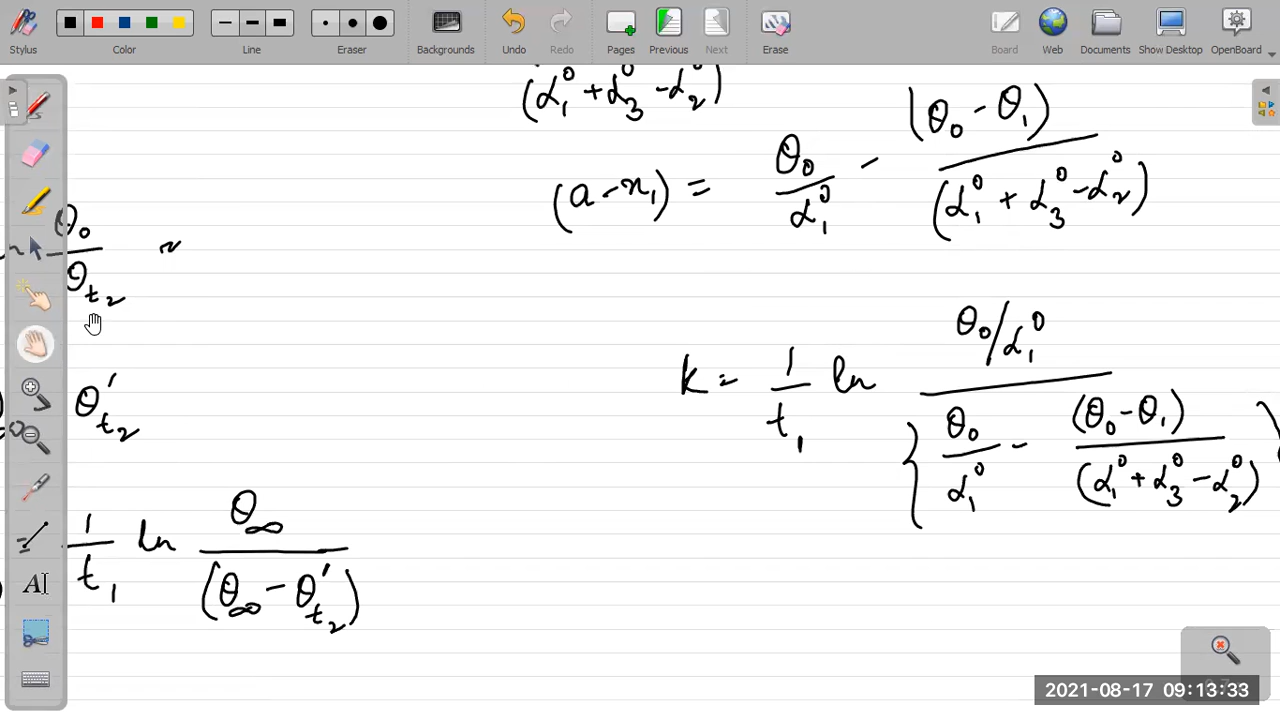 Stylus Color Line Eraser Backgrounds Undo Redo Pages Previous Next Erase Board Web Documents Show Desktop OpenBoard
(α₁⁰ + α₃⁰ - α₂⁰)
(a - x₁) = θ₀/α₁⁰ - (θ₀ - θ₁)/(α₁⁰ + α₃⁰ - α₂⁰)
θ₀/θ_t₂ ~
k = 1/t₁ ln (θ₀/α₁⁰)/{θ₀/α₁⁰ - (θ₀ - θ₁)/(α₁⁰ + α₃⁰ - α₂⁰)}
θ'_t₂
1/t₁ ln θ_∞/(θ_∞ - θ'_t₂)
2021-08-17 09:13:33